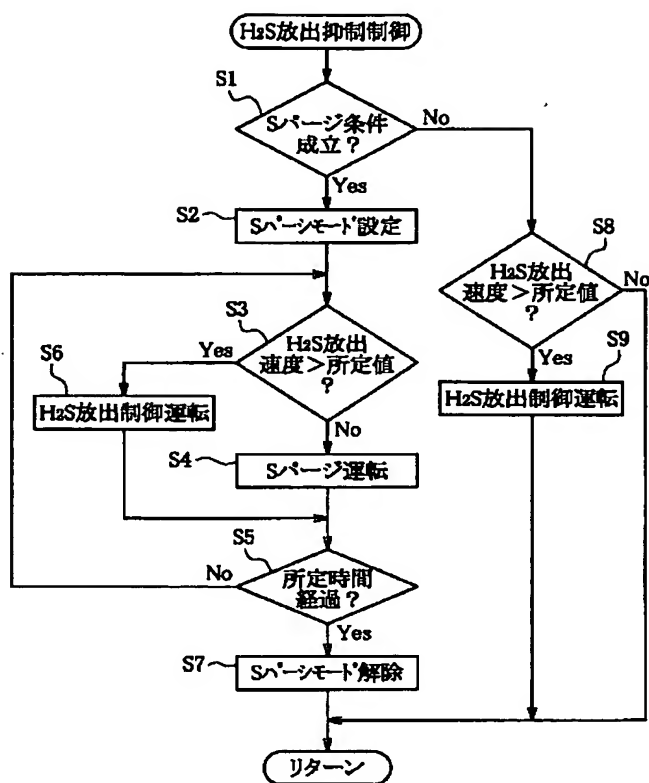 H2S放出抑制制御
S1
Sパージ条件
成立？
No
Yes
S2
Sパージモード設定
S8
H2S放出
速度＞所定値
？
No
S3
H2S放出
速度＞所定値
？
Yes
S6
H2S放出制御運転
Yes
S9
H2S放出制御運転
No
S4
Sパージ運転
S5
所定時間
経過？
No
Yes
S7
Sパージモード解除
リターン